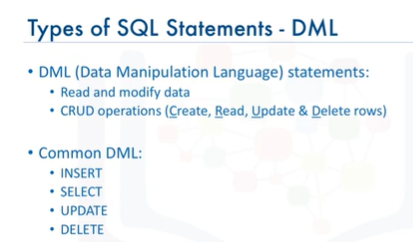 Types of SQL Statements - DML
• DML (Data Manipulation Language) statements:
• Read and modify data
• CRUD operations (Create, Read, Update & Delete rows)
• Common DML:
• INSERT
• SELECT
• UPDATE
• DELETE